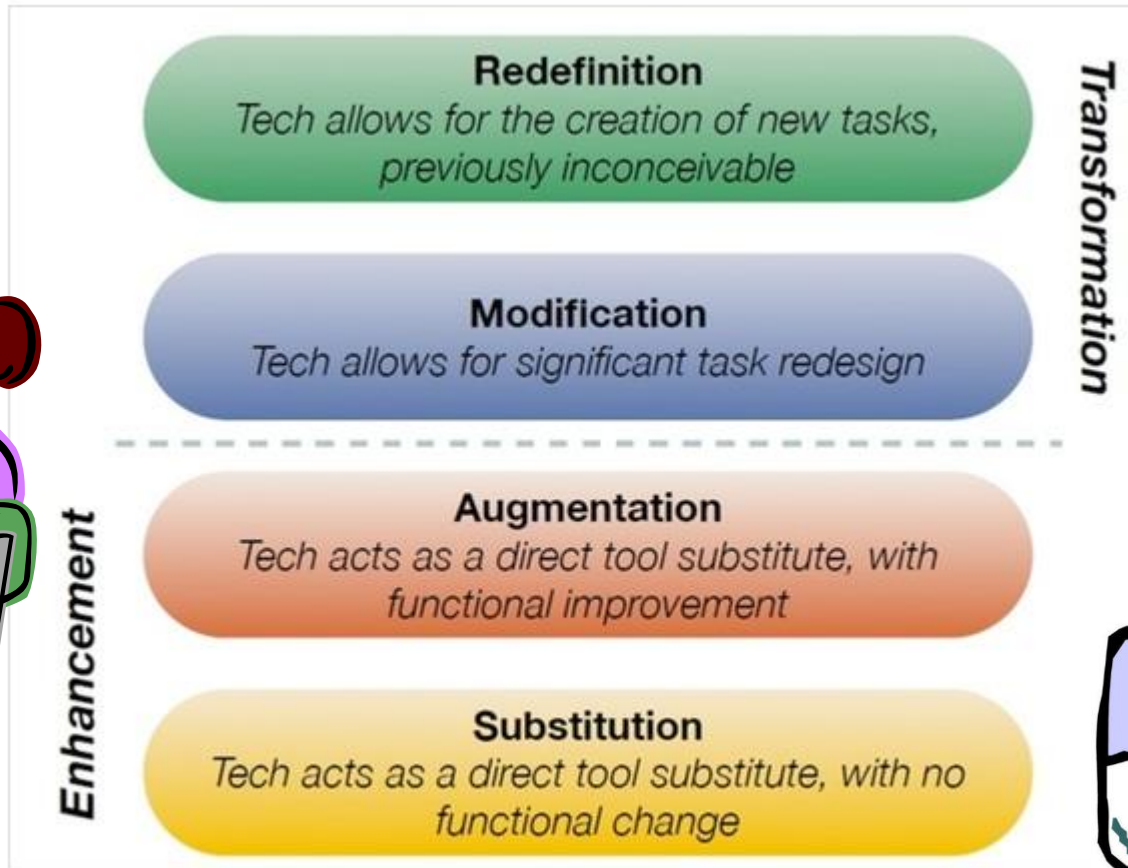 Redefinition
Tech allows for the creation of new tasks,
previously inconceivable
Transformation
Modification
Tech allows for significant task redesign
Augmentation
Tech acts as a direct tool substitute, with
functional improvement
Enhancement
Substitution
Tech acts as a direct tool substitute, with no
functional change